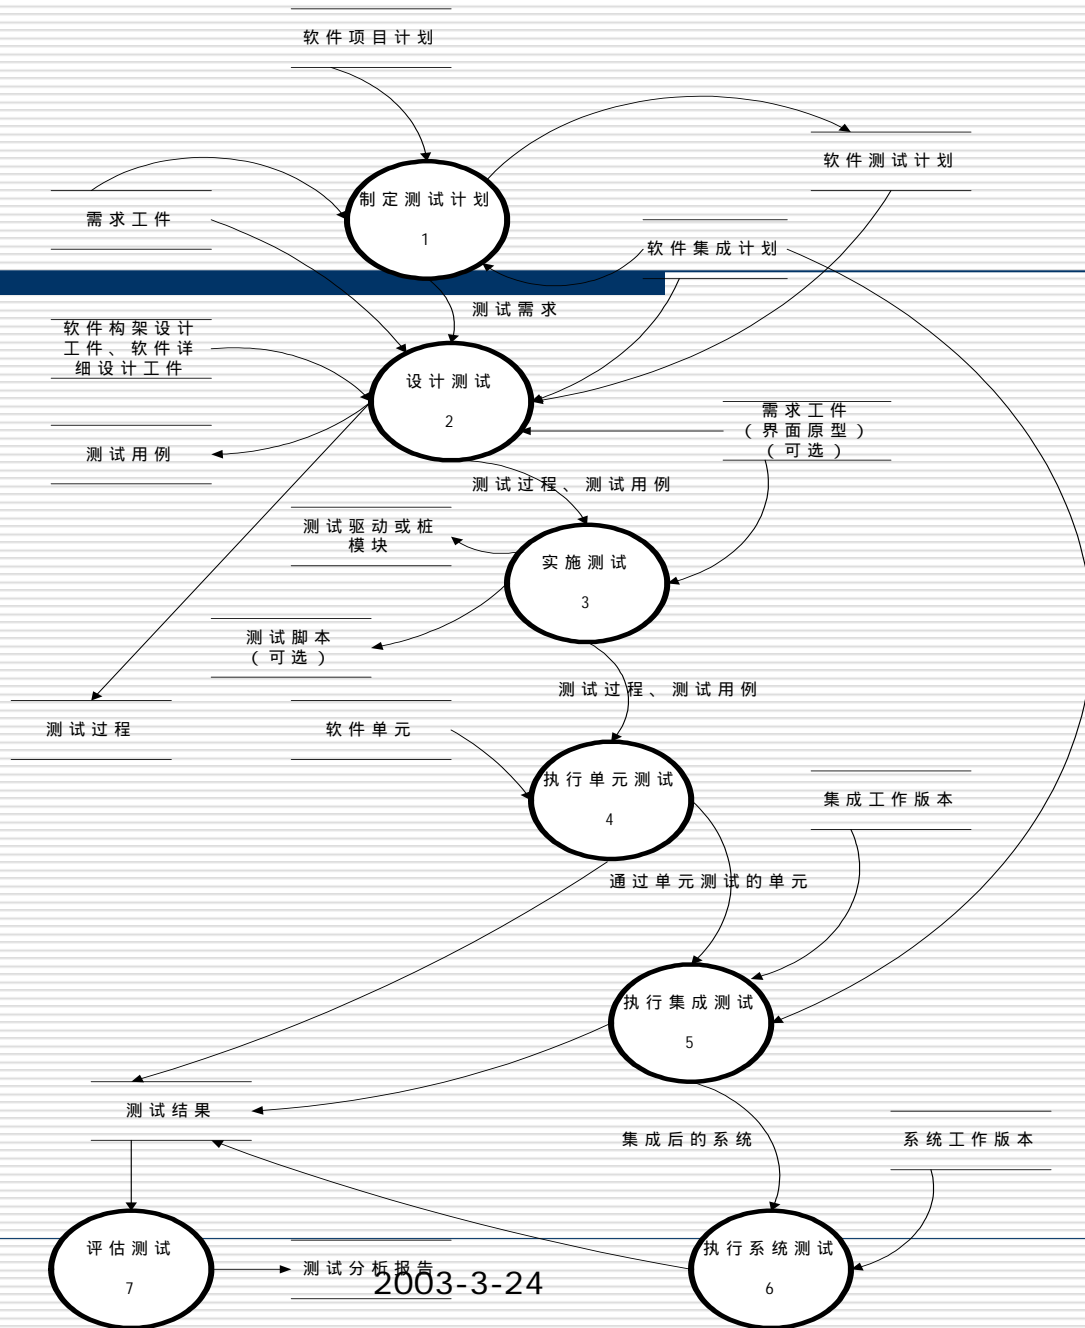 软件项目计划
软件测试计划
制定测试计划
1
需求工件
软件集成计划
测试需求
软件构架设计
工件、软件详
细设计工件
设计测试
2
需求工件
(界面原型)
(可选)
测试用例
测试过程、测试用例
测试驱动或桩
模块
实施测试
3
测试脚本
(可选)
测试过程、测试用例
测试过程
软件单元
执行单元测试
4
集成工作版本
通过单元测试的单元
执行集成测试
5
测试结果
集成后的系统
系统工作版本
评估测试
7
测试分析报告
2003-3-24
执行系统测试
6